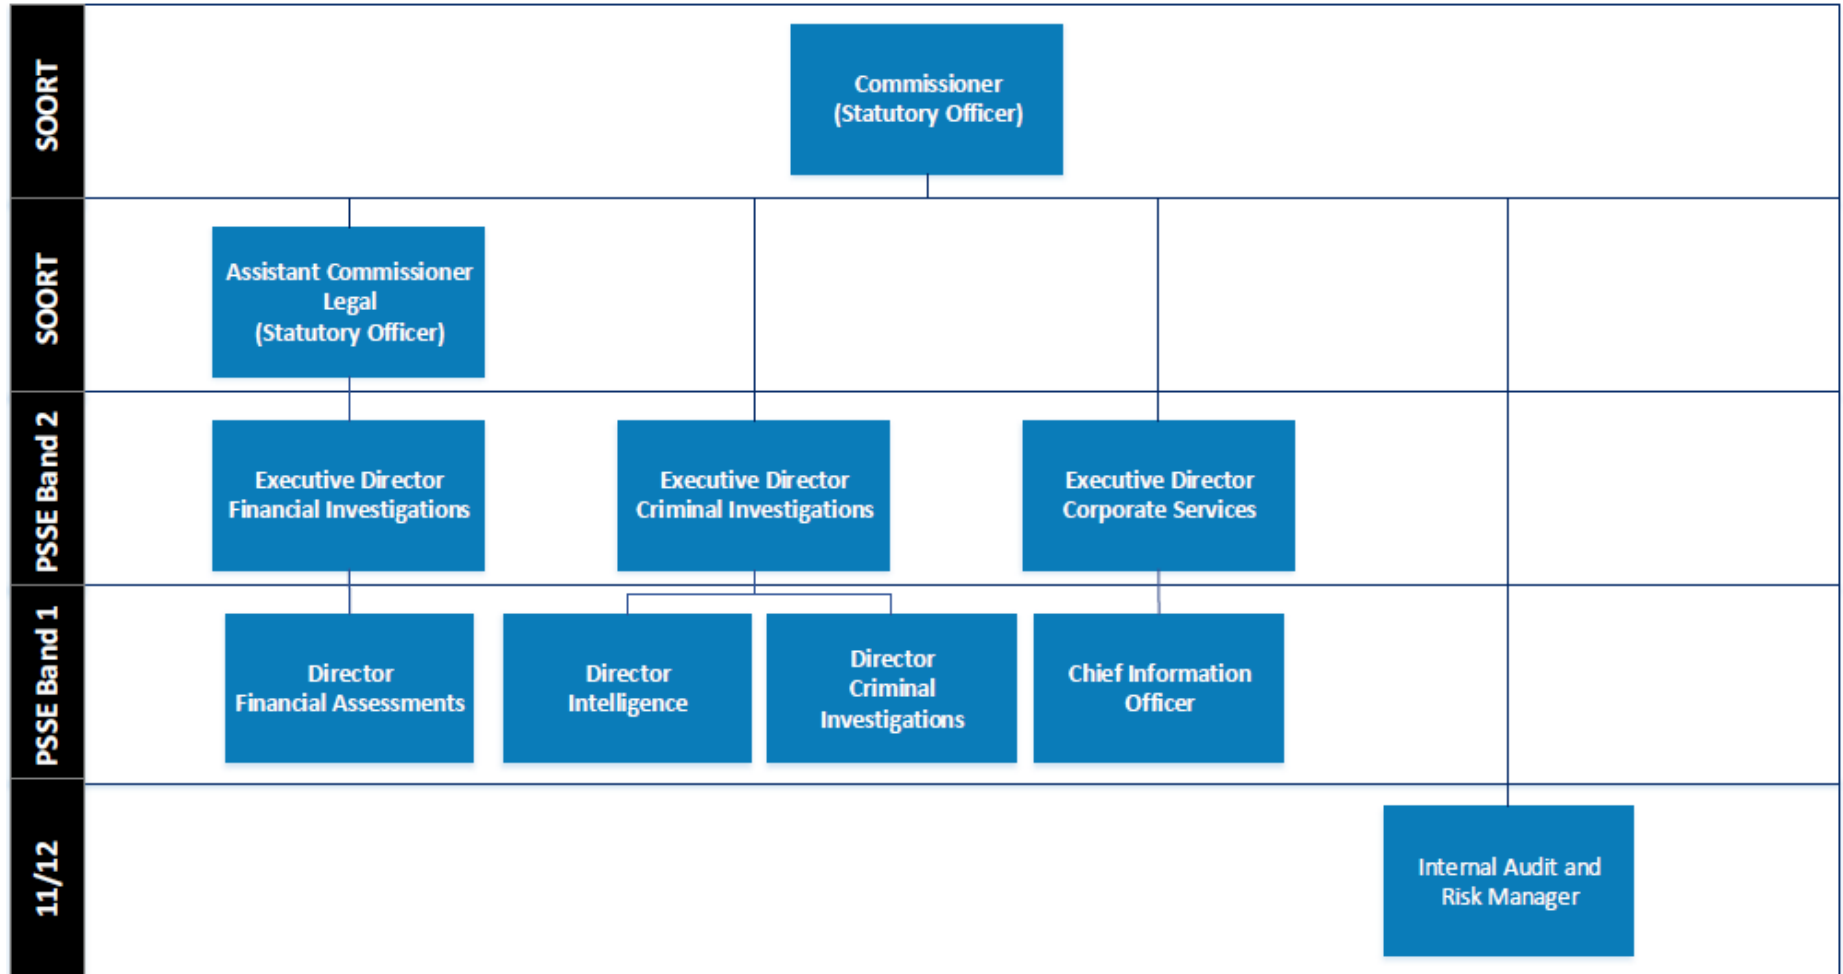 SOORT
Commissioner
(Statutory Officer)
SOORT
Assistant Commissioner
Legal
(Statutory Officer)
PSSE Band 2
Executive Director
Financial Investigations
Executive Director
Criminal Investigations
Executive Director
Corporate Services
PSSE Band 1
Director
Financial Assessments
Director
Intelligence
Director
Criminal
Investigations
Chief Information
Officer
11/12
Internal Audit and
Risk Manager